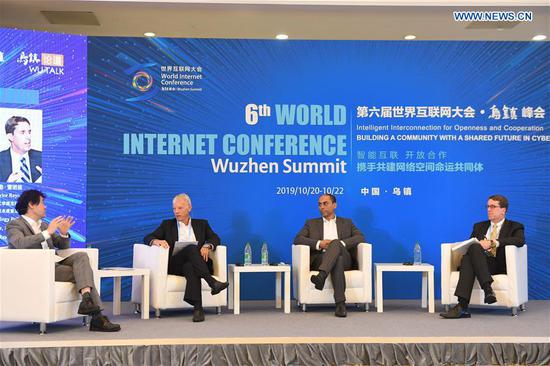 WWW.NEWS.CN
乌镇论道
WUTALK
世界互联网大会
World Internet
Conference
乌镇峰会 · Wuzhen Summit
6th WORLD
INTERNET CONFERENCE
Wuzhen Summit
2019/10/20-10/22
第六届世界互联网大会 · 乌镇 峰会
Intelligent Interconnection for Openness and Cooperation
BUILDING A COMMUNITY WITH A SHARED FUTURE IN CYBE
智能互联 开放合作
携手共建网络空间命运共同体
中国 · 乌镇